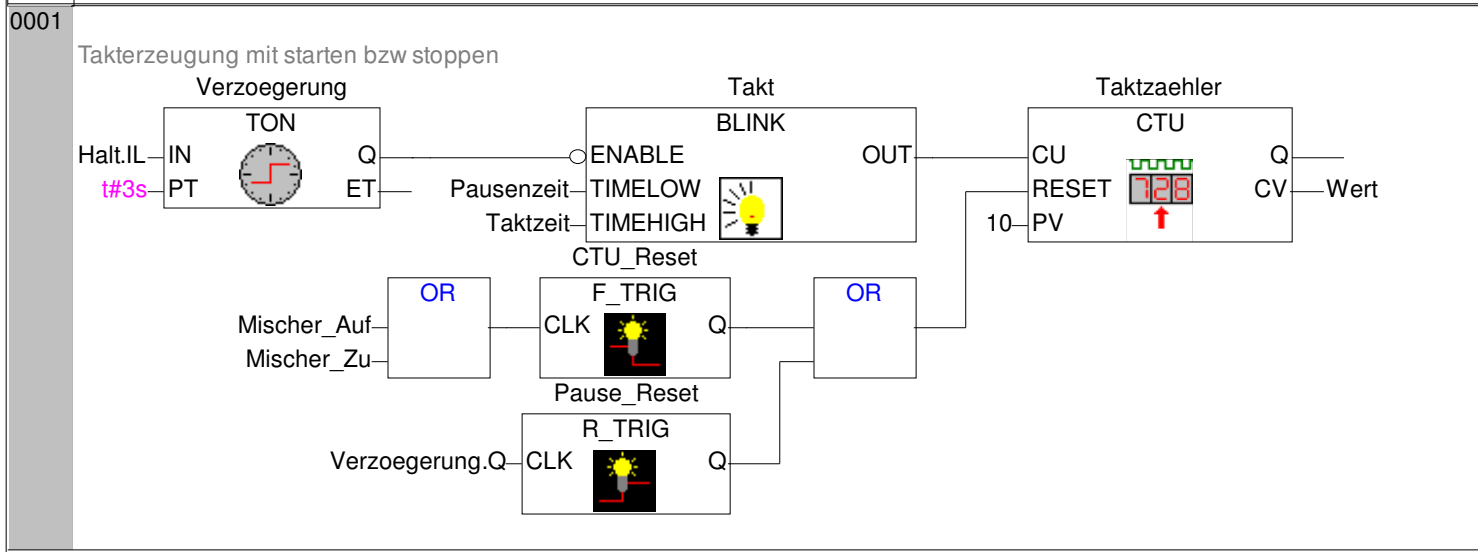 0001
Takterzeugung mit starten bzw stoppen
Verzoegerung Takt Taktzaehler
TON BLINK CTU
Halt.IL IN Q ENABLE OUT CU Q
t#3s PT ET Pausenzeit TIMELOW RESET 728 CV Wert
Taktzeit TIMEHIGH 10 PV
CTU_Reset
OR F_TRIG OR
Mischer_Auf CLK Q
Mischer_Zu
Pause_Reset
R_TRIG
Verzoegerung.Q CLK Q